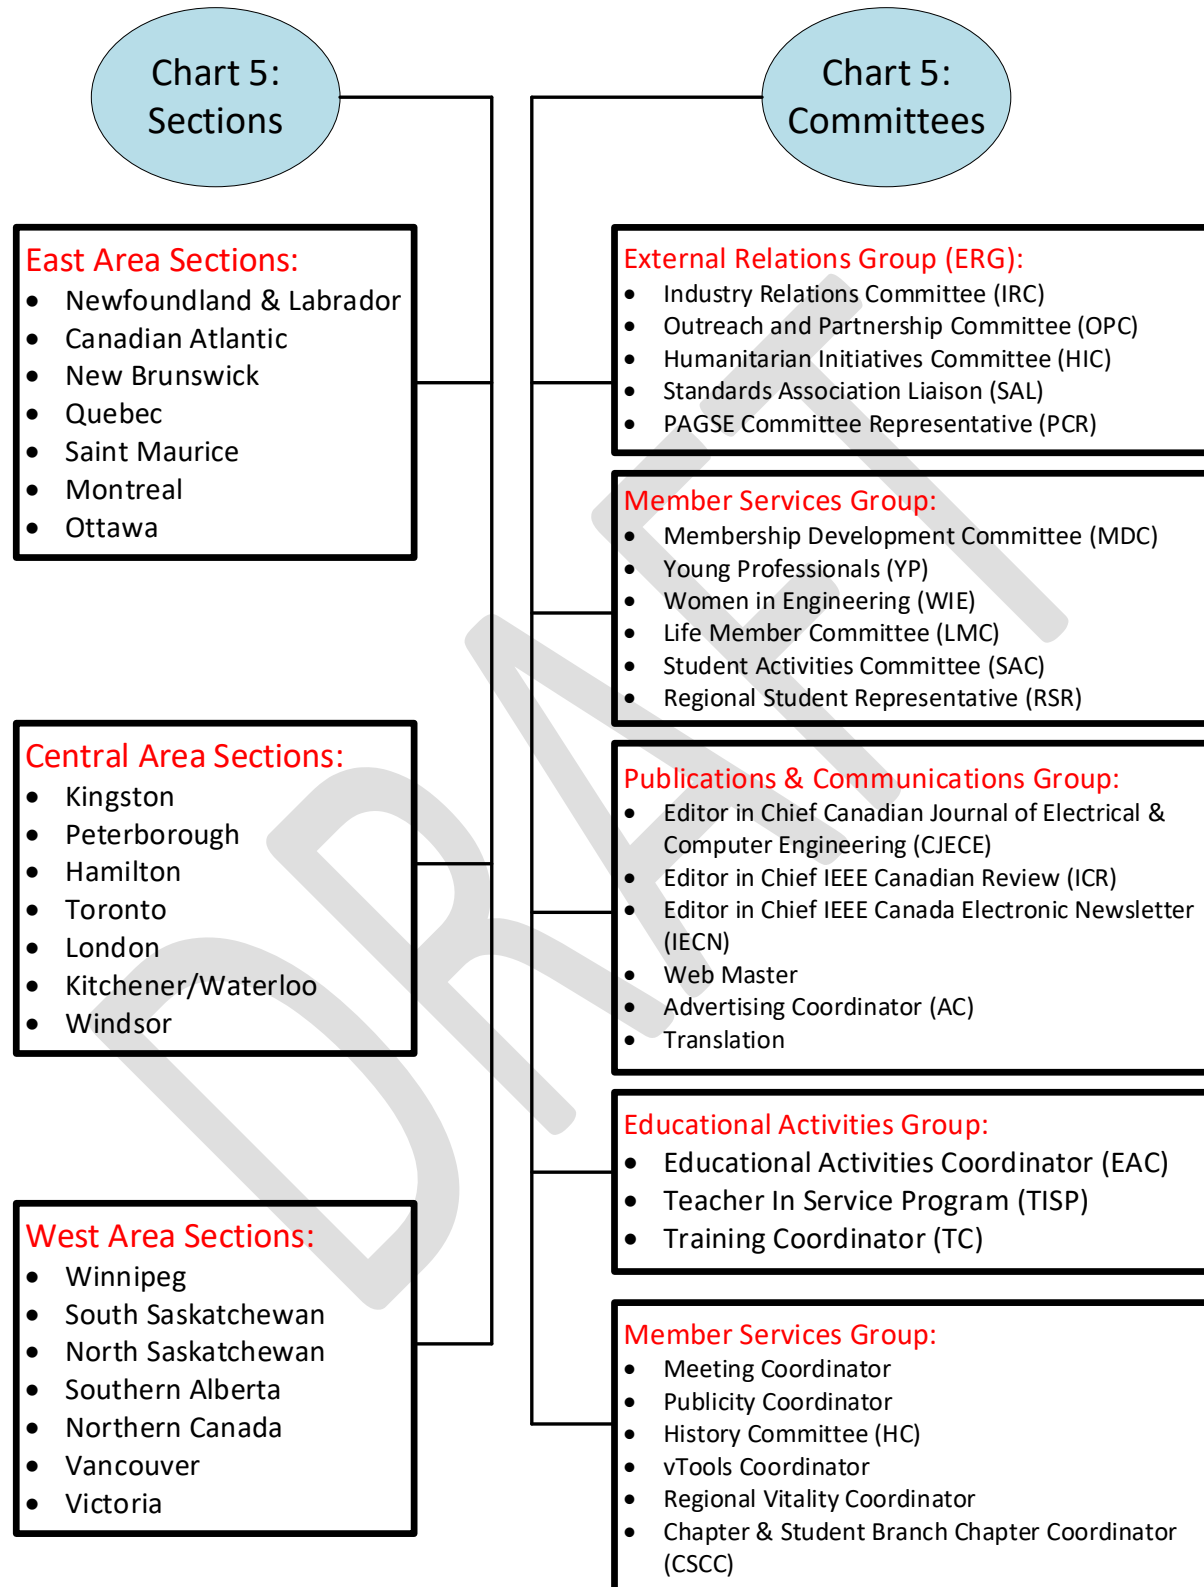 Chart 5:
Sections
East Area Sections:
• Newfoundland & Labrador
• Canadian Atlantic
• New Brunswick
• Quebec
• Saint Maurice
• Montreal
• Ottawa
Central Area Sections:
• Kingston
• Peterborough
• Hamilton
• Toronto
• London
• Kitchener/Waterloo
• Windsor
West Area Sections:
• Winnipeg
• South Saskatchewan
• North Saskatchewan
• Southern Alberta
• Northern Canada
• Vancouver
• Victoria
Chart 5:
Committees
External Relations Group (ERG):
• Industry Relations Committee (IRC)
• Outreach and Partnership Committee (OPC)
• Humanitarian Initiatives Committee (HIC)
• Standards Association Liaison (SAL)
• PAGSE Committee Representative (PCR)
Member Services Group:
• Membership Development Committee (MDC)
• Young Professionals (YP)
• Women in Engineering (WIE)
• Life Member Committee (LMC)
• Student Activities Committee (SAC)
• Regional Student Representative (RSR)
Publications & Communications Group:
• Editor in Chief Canadian Journal of Electrical &
Computer Engineering (CJECE)
• Editor in Chief IEEE Canadian Review (ICR)
• Editor in Chief IEEE Canada Electronic Newsletter
(IECN)
• Web Master
• Advertising Coordinator (AC)
• Translation
Educational Activities Group:
• Educational Activities Coordinator (EAC)
• Teacher In Service Program (TISP)
• Training Coordinator (TC)
Member Services Group:
• Meeting Coordinator
• Publicity Coordinator
• History Committee (HC)
• vTools Coordinator
• Regional Vitality Coordinator
• Chapter & Student Branch Chapter Coordinator
(CSCC)
DRAFT